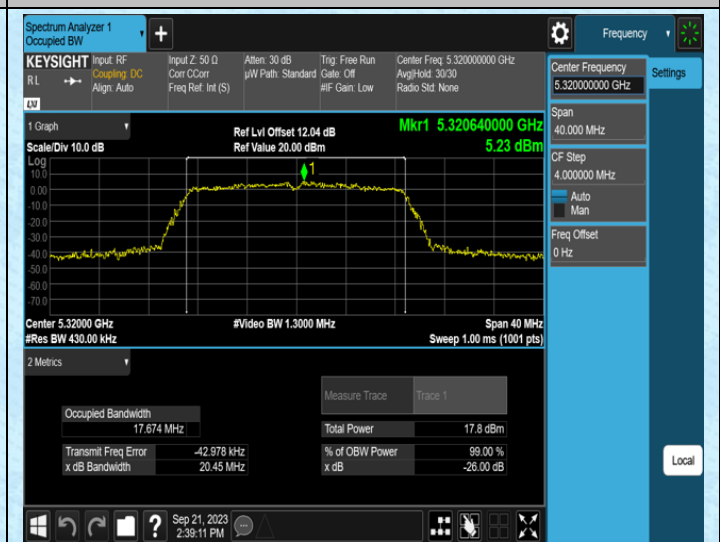 Spectrum Analyzer 1
Occupied BW
+
Frequency
KEYSIGHT
R L
LXI
Input: RF
Coupling: DC
Align: Auto
Input Z: 50 Ω
Corr CCorr
Freq Ref: Int (S)
Atten: 30 dB
µW Path: Standard
Trig: Free Run
Gate: Off
#IF Gain: Low
Center Freq: 5.320000000 GHz
Avg|Hold: 30/30
Radio Std: None
Center Frequency
5.320000000 GHz
Settings
Span
40.000 MHz
CF Step
4.000000 MHz
Auto
Man
Freq Offset
0 Hz
Local
1 Graph
Scale/Div 10.0 dB
Ref Lvl Offset 12.04 dB
Ref Value 20.00 dBm
Mkr1 5.320640000 GHz
5.23 dBm
Log
10.0
0.00
-10.0
-20.0
-30.0
-40.0
-50.0
-60.0
-70.0
1
Center 5.32000 GHz
#Res BW 430.00 kHz
#Video BW 1.3000 MHz
Span 40 MHz
Sweep 1.00 ms (1001 pts)
2 Metrics
Measure Trace Trace 1
Occupied Bandwidth
17.674 MHz
Total Power 17.8 dBm
Transmit Freq Error -42.978 kHz
x dB Bandwidth 20.45 MHz
% of OBW Power 99.00 %
x dB -26.00 dB
?
Sep 21, 2023
2:39:11 PM